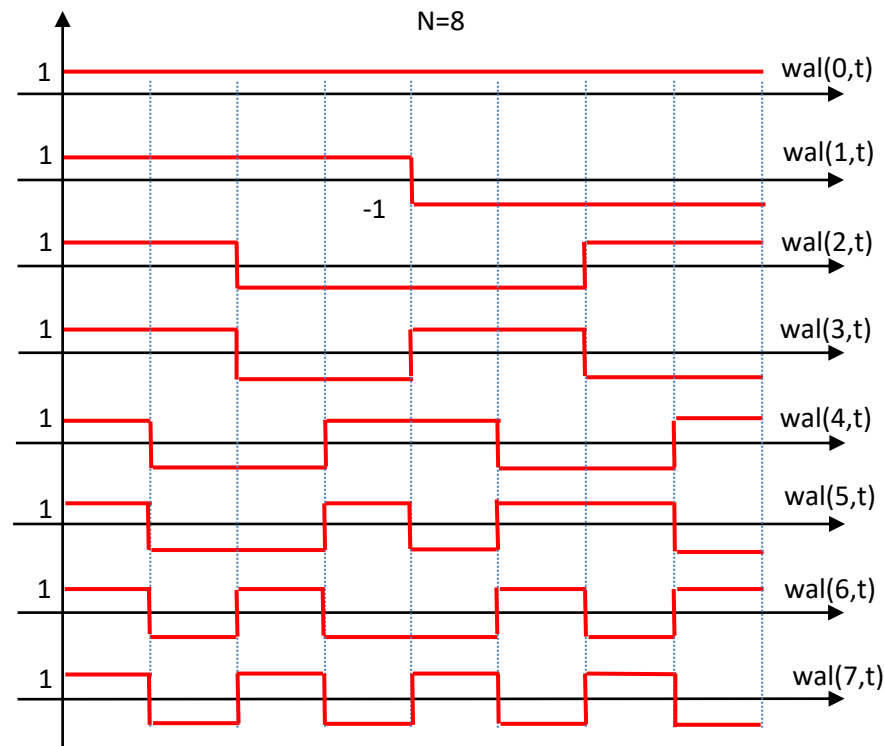 N=8
1 wal(0,t)
1 wal(1,t)
-1
1 wal(2,t)
1 wal(3,t)
1 wal(4,t)
1 wal(5,t)
1 wal(6,t)
1 wal(7,t)